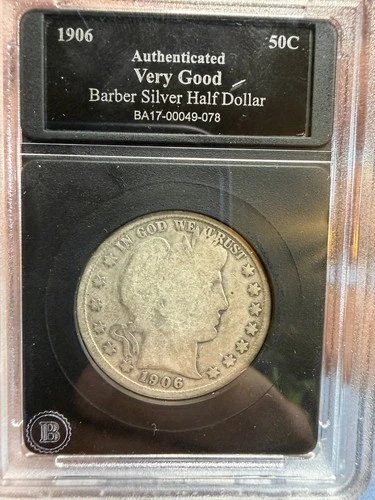 1906 50C
Authenticated
Very Good
Barber Silver Half Dollar
BA17-00049-078
IN GOD WE TRUST
1906
B